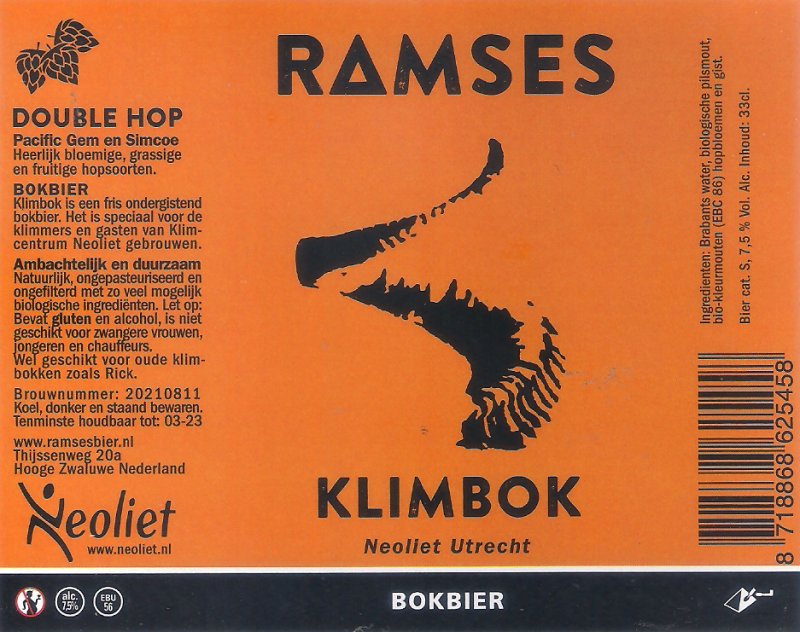 RAMSES
DOUBLE HOP
Pacific Gem en Simcoe
Heerlijk bloemige, grassige
en fruitige hopsoorten.
BOKBIER
Klimbok is een fris ondergistend
bokbier. Het is speciaal voor de
klimmers en gasten van Klim-
centrum Neoliet gebrouwen.
Ambachtelijk en duurzaam
Natuurlijk, ongepasteuriseerd en
ongefilterd met zo veel mogelijk
biologische ingrediënten. Let op:
Bevat gluten en alcohol, is niet
geschikt voor zwangere vrouwen,
jongeren en chauffeurs.
Wel geschikt voor oude klim-
bokken zoals Rick.
Brouwnummer: 20210811
Koel, donker en staand bewaren.
Tenminste houdbaar tot: 03-23
www.ramsesbier.nl
Thijssenweg 20a
Hooge Zwaluwe Nederland
Neoliet
www.neoliet.nl
KLIMBOK
Neoliet Utrecht
Ingredienten: Brabants water, biologische pilsmout,
bio-kleurmouten (EBC 86) hopbloemen en gist.
Bier cat. S, 7,5 % Vol. Alc. Inhoud: 33cl.
8 718868 625458
alc.
7,5%
EBU
56
BOKBIER